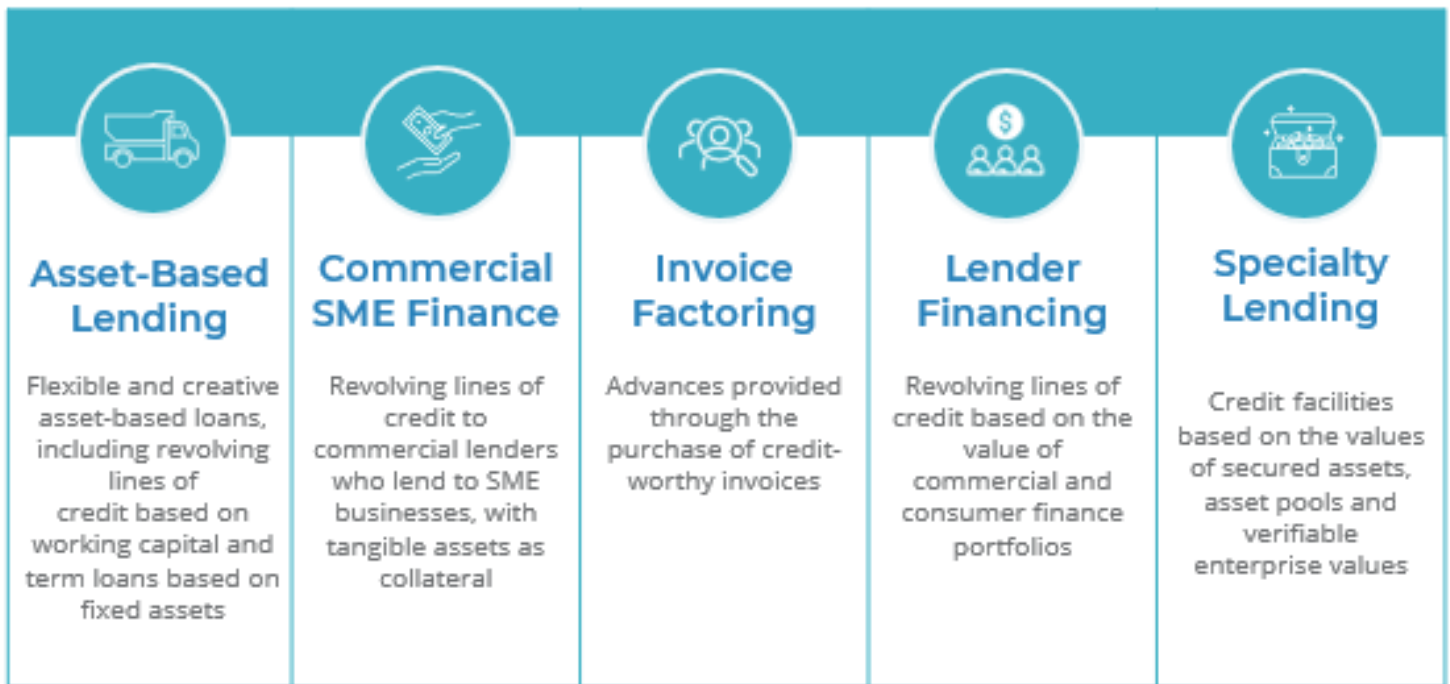 Asset-Based
Lending
Flexible and creative
asset-based loans,
including revolving
lines of
credit based on
working capital and
term loans based on
fixed assets
Commercial
SME Finance
Revolving lines of
credit to
commercial lenders
who lend to SME
businesses, with
tangible assets as
collateral
Invoice
Factoring
Advances provided
through the
purchase of credit-
worthy invoices
$
Lender
Financing
Revolving lines of
credit based on the
value of
commercial and
consumer finance
portfolios
Specialty
Lending
Credit facilities
based on the values
of secured assets,
asset pools and
verifiable
enterprise values